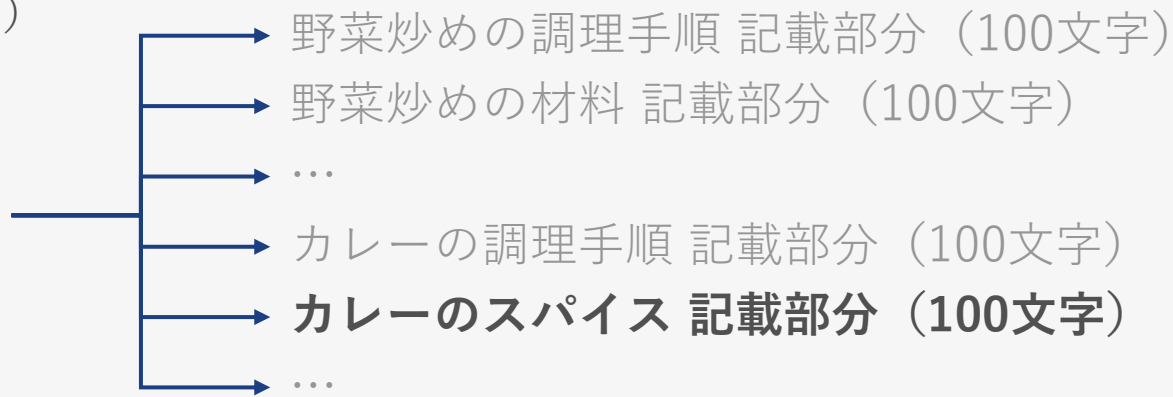 ）
野菜炒めの調理手順 記載部分（100文字）
野菜炒めの材料 記載部分（100文字）
…
カレーの調理手順 記載部分（100文字）
カレーのスパイス 記載部分（100文字）
…